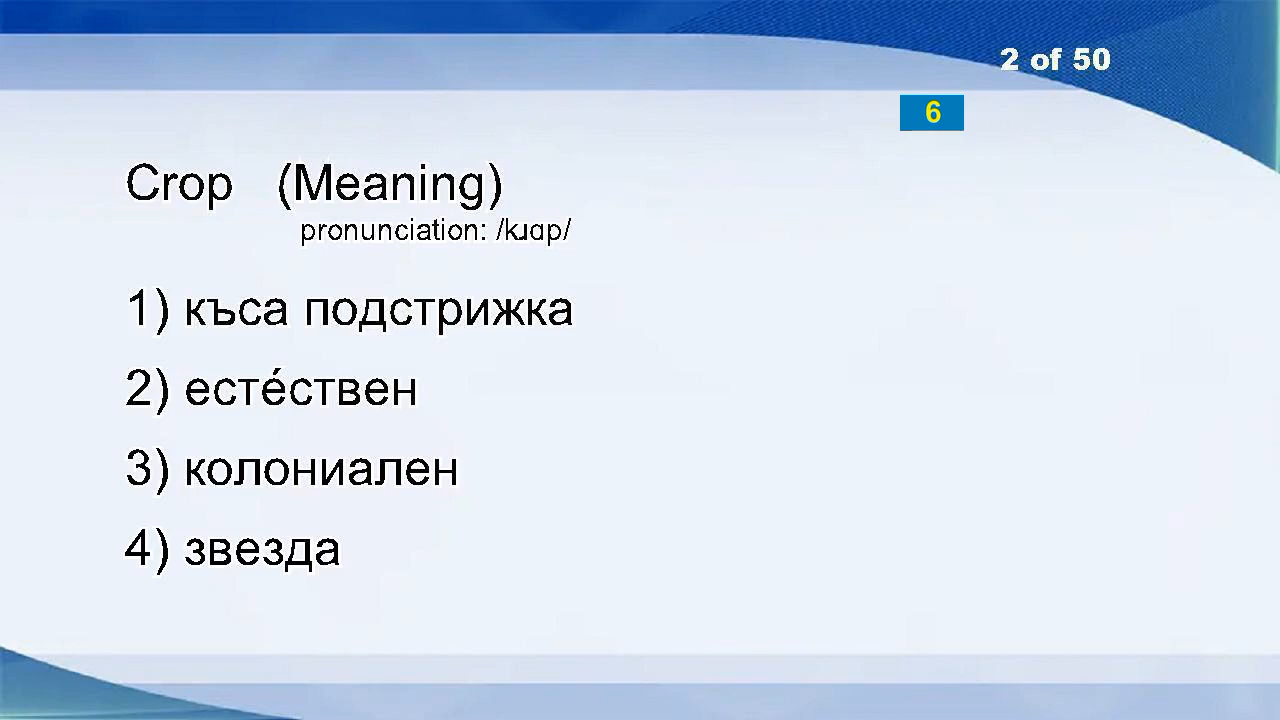 2 of 50
6
Crop (Meaning)
pronunciation: /kɹɑp/
1) къса подстрижка
2) есте́ствен
3) колониален
4) звезда